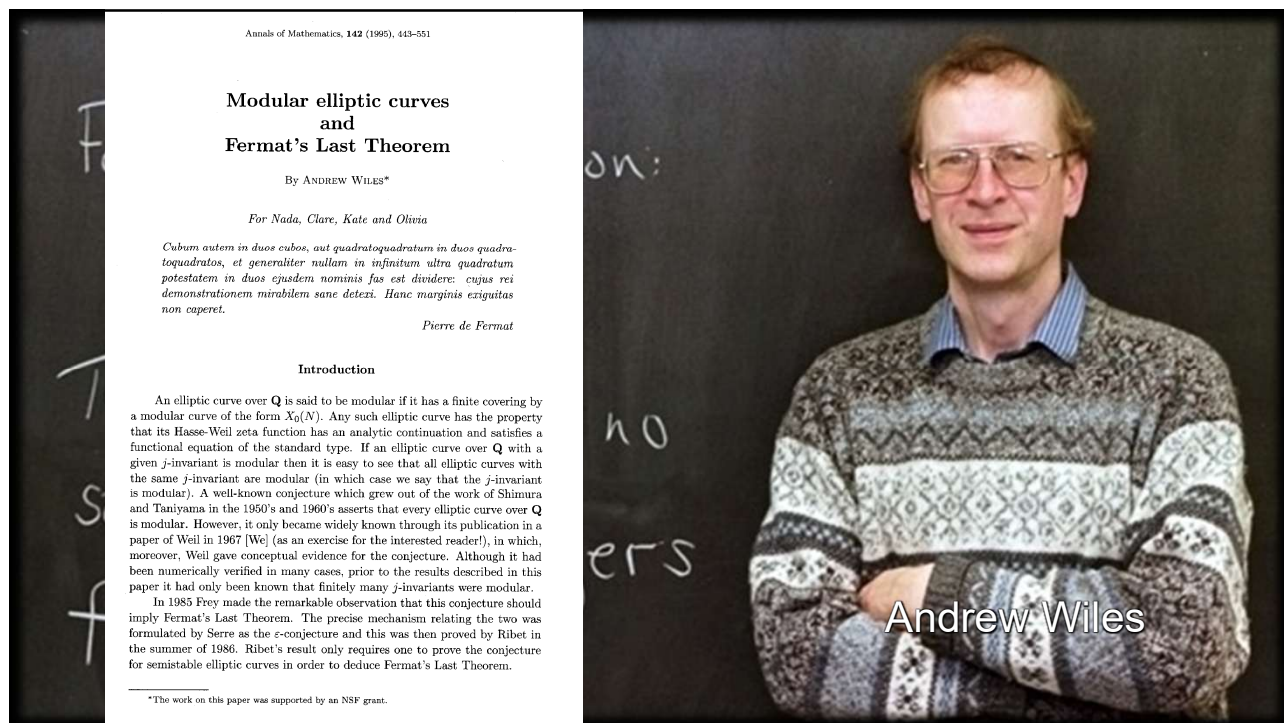 Annals of Mathematics, 142 (1995), 443–551
Modular elliptic curves
and
Fermat's Last Theorem
By ANDREW WILES*
For Nada, Clare, Kate and Olivia
Cubum autem in duos cubos, aut quadratoquadratum in duos quadra-
toquadratos, et generaliter nullam in infinitum ultra quadratum
potestatem in duos ejusdem nominis fas est dividere: cujus rei
demonstrationem mirabilem sane detexi. Hanc marginis exiguitas
non caperet.
Pierre de Fermat
Introduction
An elliptic curve over Q is said to be modular if it has a finite covering by
a modular curve of the form X₀(N). Any such elliptic curve has the property
that its Hasse-Weil zeta function has an analytic continuation and satisfies a
functional equation of the standard type. If an elliptic curve over Q with a
given j-invariant is modular then it is easy to see that all elliptic curves with
the same j-invariant are modular (in which case we say that the j-invariant
is modular). A well-known conjecture which grew out of the work of Shimura
and Taniyama in the 1950's and 1960's asserts that every elliptic curve over Q
is modular. However, it only became widely known through its publication in a
paper of Weil in 1967 [We] (as an exercise for the interested reader!), in which,
moreover, Weil gave conceptual evidence for the conjecture. Although it had
been numerically verified in many cases, prior to the results described in this
paper it had only been known that finitely many j-invariants were modular.
In 1985 Frey made the remarkable observation that this conjecture should
imply Fermat's Last Theorem. The precise mechanism relating the two was
formulated by Serre as the ε-conjecture and this was then proved by Ribet in
the summer of 1986. Ribet's result only requires one to prove the conjecture
for semistable elliptic curves in order to deduce Fermat's Last Theorem.
*The work on this paper was supported by an NSF grant.
on:
no
ers
Andrew Wiles